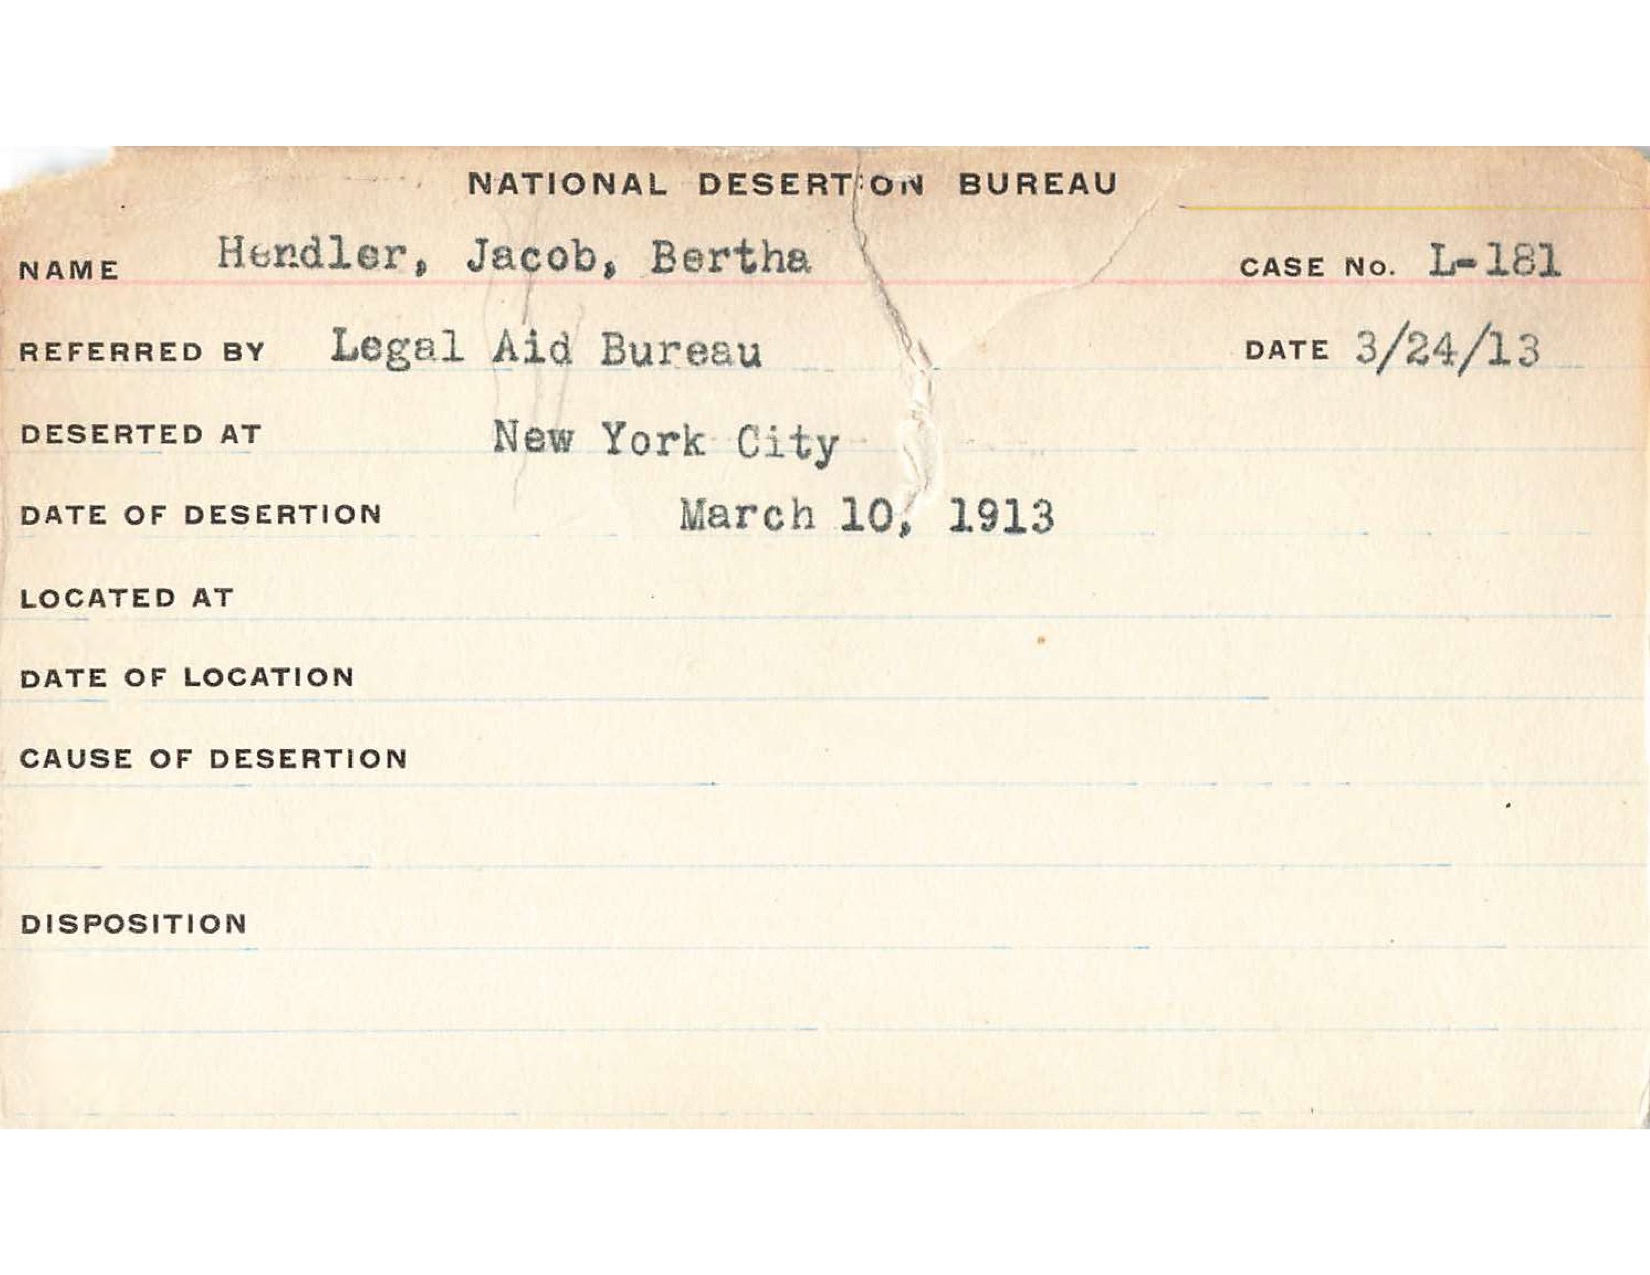 NATIONAL DESERTION BUREAU
NAME Hendler, Jacob, Bertha CASE No. L-181
REFERRED BY Legal Aid Bureau DATE 3/24/13
DESERTED AT New York City
DATE OF DESERTION March 10, 1913
LOCATED AT
DATE OF LOCATION
CAUSE OF DESERTION
DISPOSITION